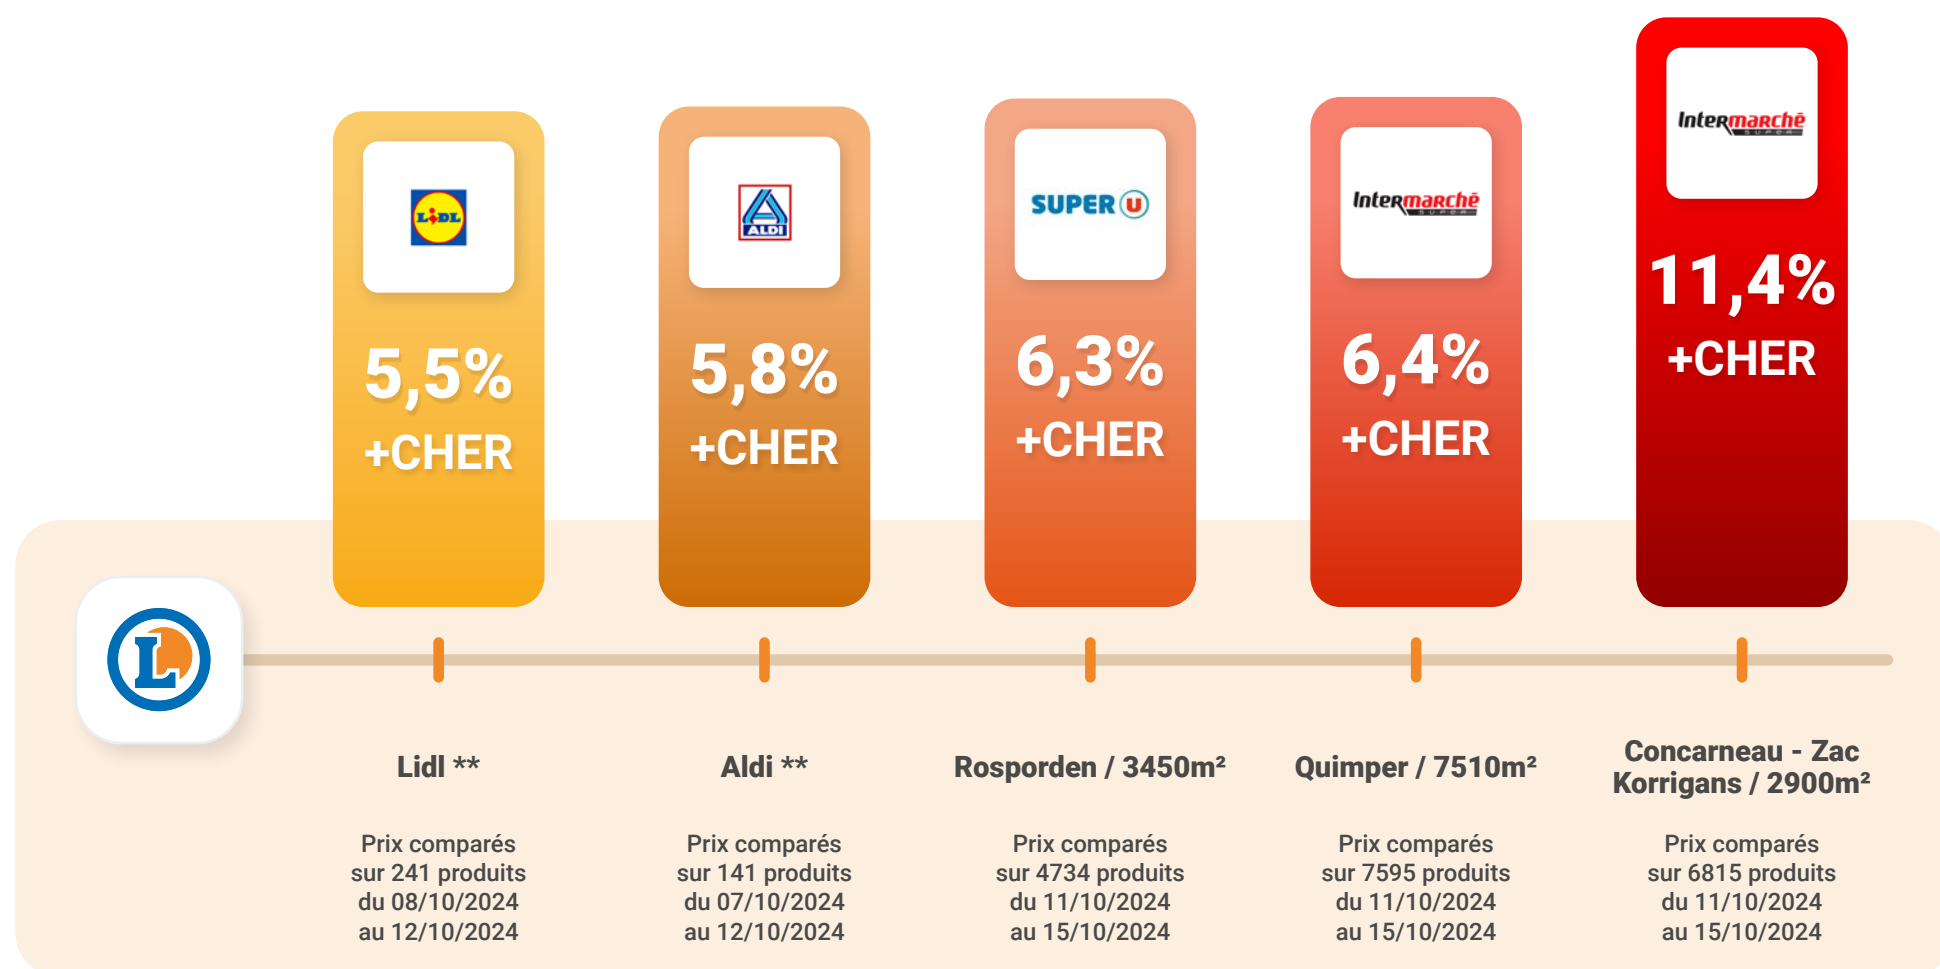 LIDL
5,5%
+CHER
ALDI
5,8%
+CHER
SUPER U
6,3%
+CHER
Intermarché
SUPER
6,4%
+CHER
Intermarché
SUPER
11,4%
+CHER
L
Lidl **
Prix comparés
sur 241 produits
du 08/10/2024
au 12/10/2024
Aldi **
Prix comparés
sur 141 produits
du 07/10/2024
au 12/10/2024
Rosporden / 3450m²
Prix comparés
sur 4734 produits
du 11/10/2024
au 15/10/2024
Quimper / 7510m²
Prix comparés
sur 7595 produits
du 11/10/2024
au 15/10/2024
Concarneau - Zac
Korrigans / 2900m²
Prix comparés
sur 6815 produits
du 11/10/2024
au 15/10/2024